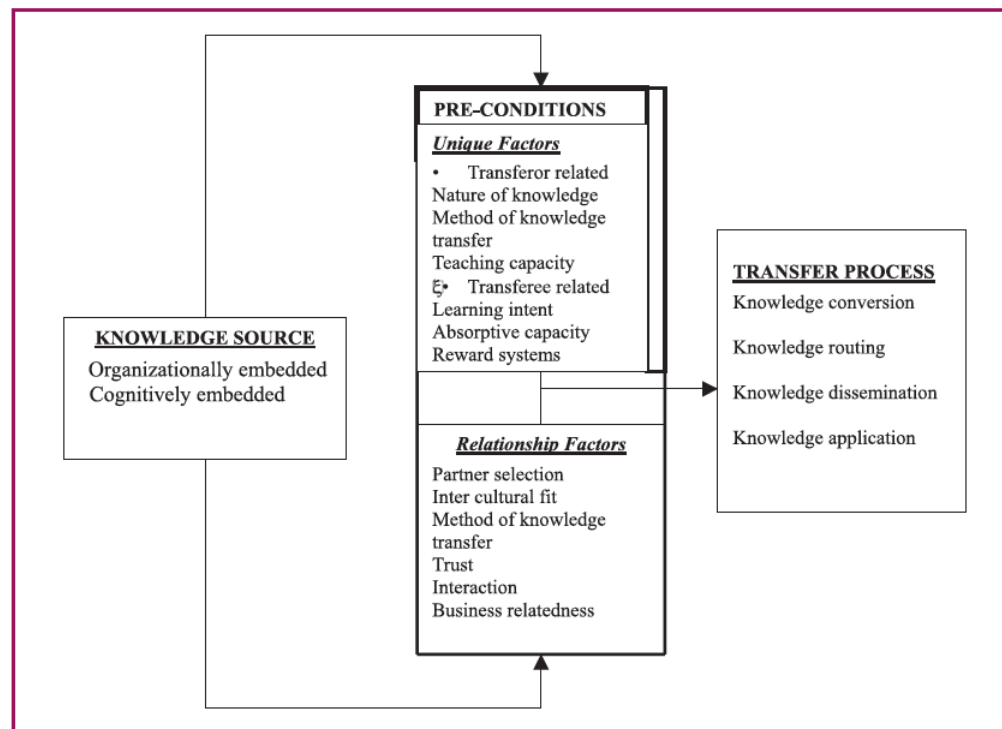 PRE-CONDITIONS
Unique Factors
• Transferor related
Nature of knowledge
Method of knowledge
transfer
Teaching capacity
ξ• Transferee related
Learning intent
Absorptive capacity
Reward systems
KNOWLEDGE SOURCE
Organizationally embedded
Cognitively embedded
Relationship Factors
Partner selection
Inter cultural fit
Method of knowledge
transfer
Trust
Interaction
Business relatedness
TRANSFER PROCESS
Knowledge conversion
Knowledge routing
Knowledge dissemination
Knowledge application